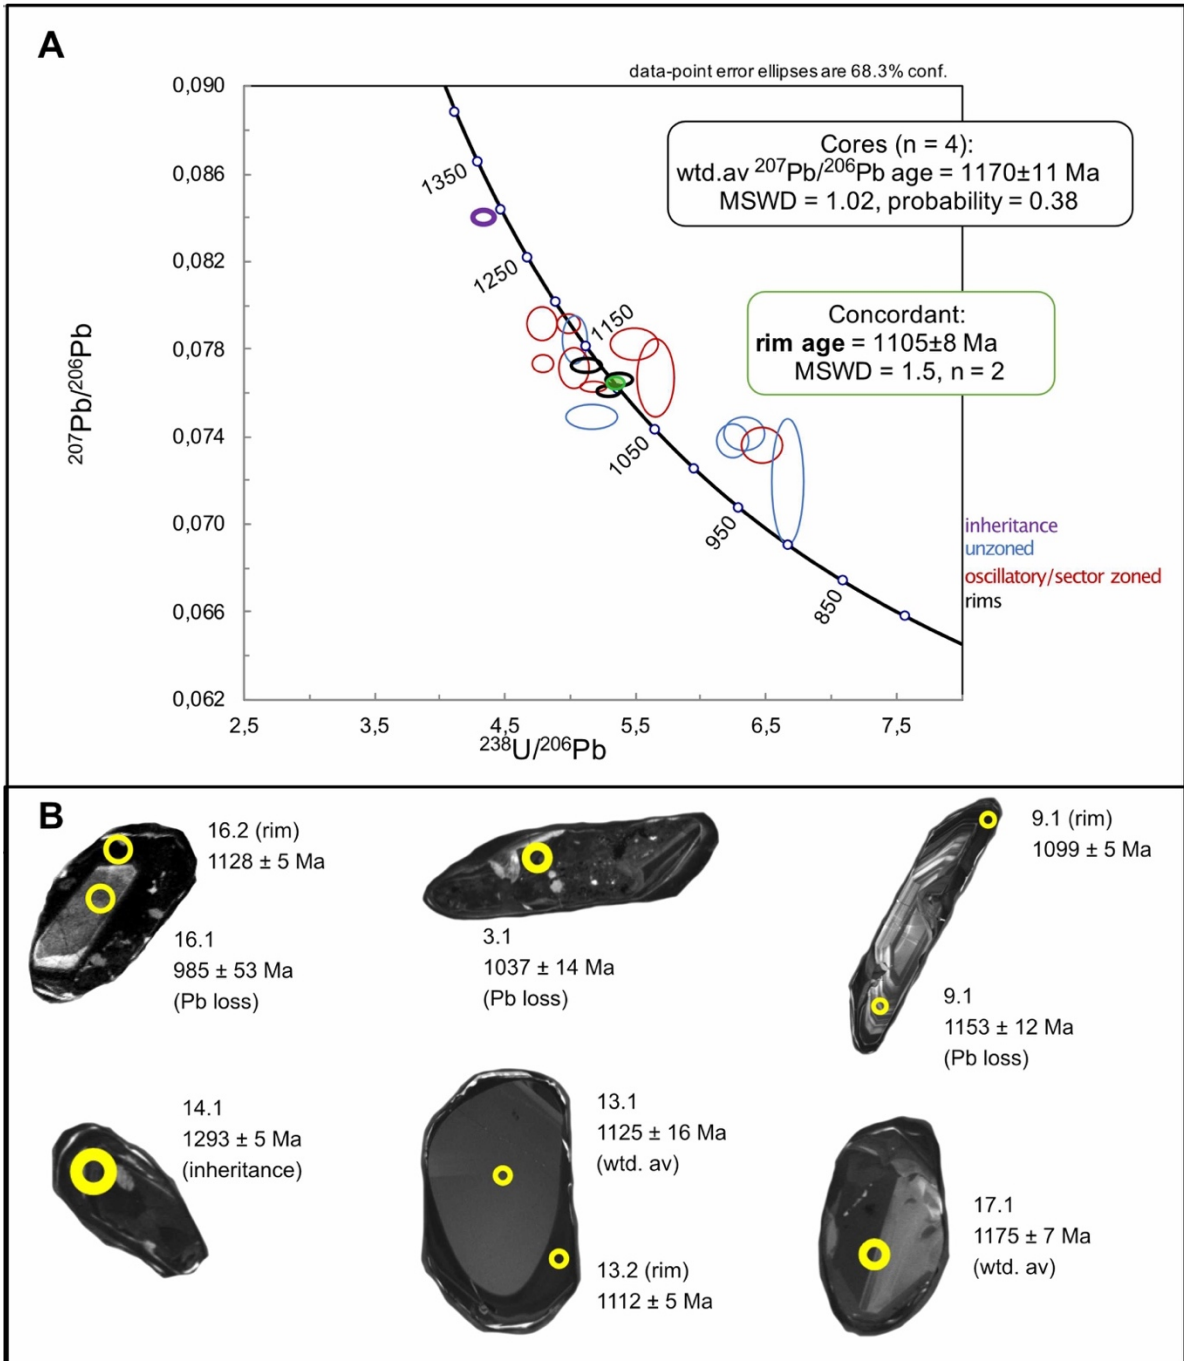 A
data-point error ellipses are 68.3% conf.
0,090
0,086
0,082
0,078
0,074
0,070
0,066
0,062
207Pb/206Pb
1350
1250
1150
1050
950
850
Cores (n = 4):
wtd.av 207Pb/206Pb age = 1170±11 Ma
MSWD = 1.02, probability = 0.38
Concordant:
rim age = 1105±8 Ma
MSWD = 1.5, n = 2
inheritance
unzoned
oscillatory/sector zoned
rims
2,5
3,5
4,5
5,5
6,5
7,5
238U/206Pb
B
16.2 (rim)
1128 ± 5 Ma
16.1
985 ± 53 Ma
(Pb loss)
3.1
1037 ± 14 Ma
(Pb loss)
9.1 (rim)
1099 ± 5 Ma
9.1
1153 ± 12 Ma
(Pb loss)
14.1
1293 ± 5 Ma
(inheritance)
13.1
1125 ± 16 Ma
(wtd. av)
13.2 (rim)
1112 ± 5 Ma
17.1
1175 ± 7 Ma
(wtd. av)